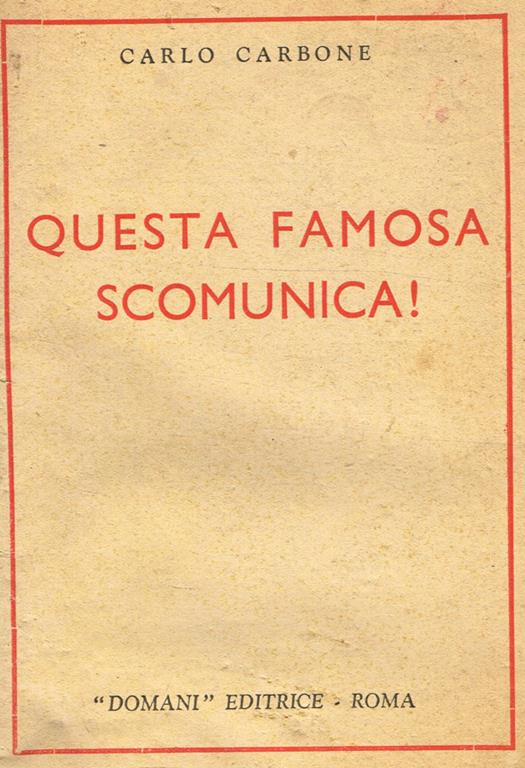 CARLO CARBONE
QUESTA FAMOSA
SCOMUNICA!
"DOMANI" EDITRICE - ROMA